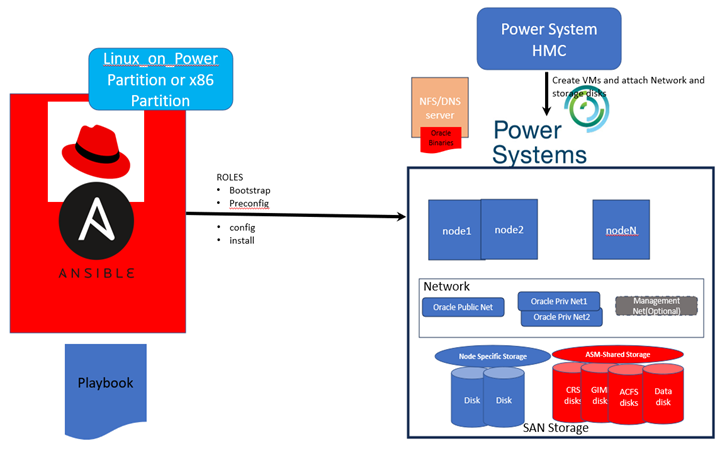 Linux_on_Power
Partition or x86
Partition
ANSIBLE
Playbook
ROLES
• Bootstrap
• Preconfig
• config
• install
Power System
HMC
Create VMs and attach Network and
storage disks
NFS/DNS
server
Oracle
Binaries
Power
Systems
node1
node2
nodeN
Network
Oracle Public Net
Oracle Priv Net1
Oracle Priv Net2
Management
Net(Optional)
Node Specific Storage
ASM-Shared Storage
Disk
Disk
CRS
disks
GIM
disk
ACFS
disks
Data
disk
SAN Storage